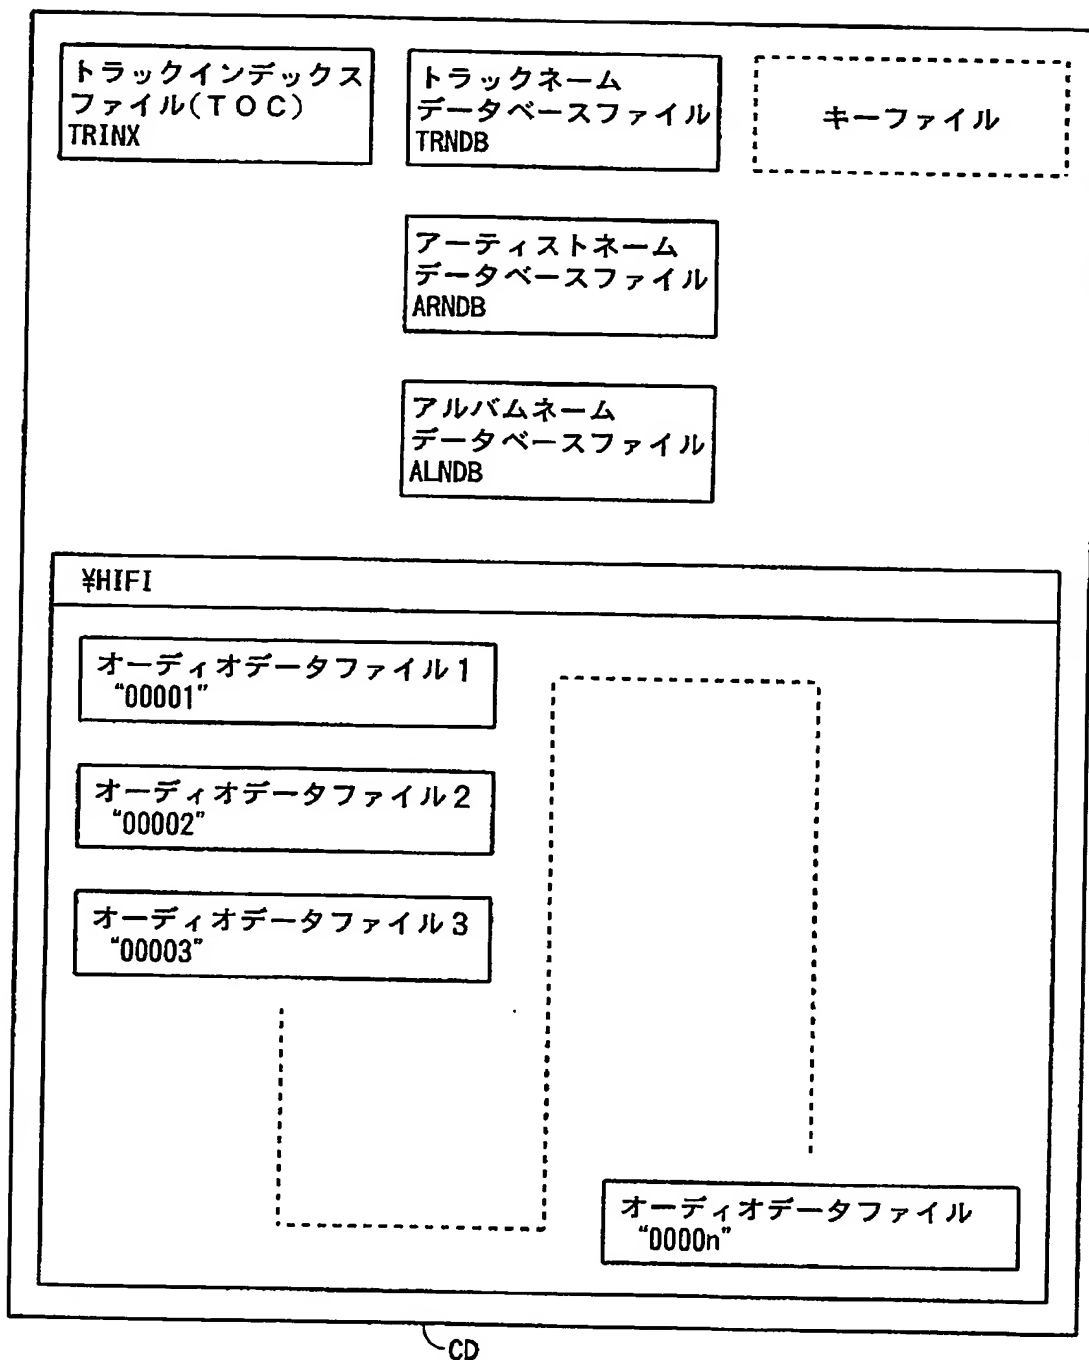 トラックインデックス
ファイル(TOC)
TRINX
トラックネーム
データベースファイル
TRNDB
キーファイル
アーティストネーム
データベースファイル
ARNDB
アルバムネーム
データベースファイル
ALNDB
¥HIFI
オーディオデータファイル1
“00001”
オーディオデータファイル2
“00002”
オーディオデータファイル3
“00003”
オーディオデータファイル
“0000n”
CD